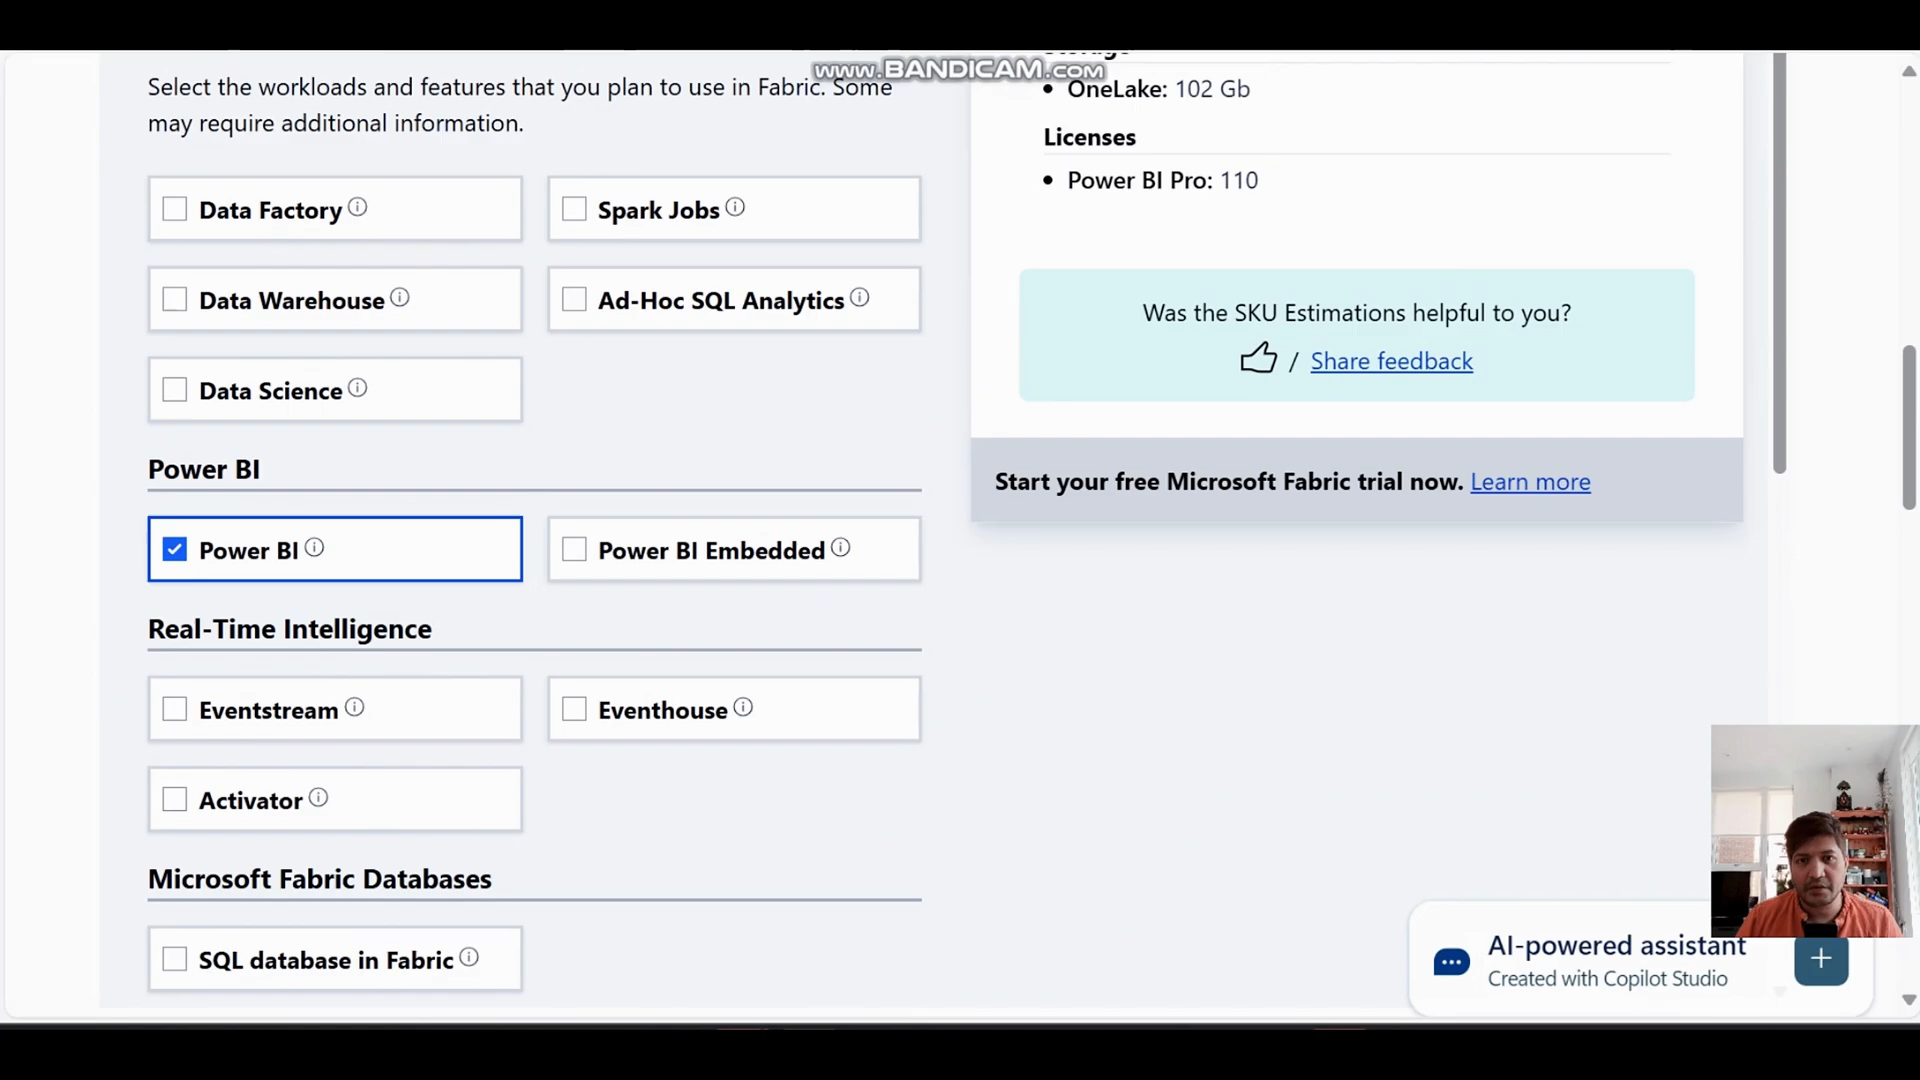 www.BANDICAM.com
Select the workloads and features that you plan to use in Fabric. Some
may require additional information.
Data Factory
Spark Jobs
Data Warehouse
Ad-Hoc SQL Analytics
Data Science
Power BI
Power BI
Power BI Embedded
Real-Time Intelligence
Eventstream
Eventhouse
Activator
Microsoft Fabric Databases
SQL database in Fabric
Storage
• OneLake: 102 Gb
Licenses
• Power BI Pro: 110
Was the SKU Estimations helpful to you?
/ Share feedback
Start your free Microsoft Fabric trial now. Learn more
AI-powered assistant
Created with Copilot Studio